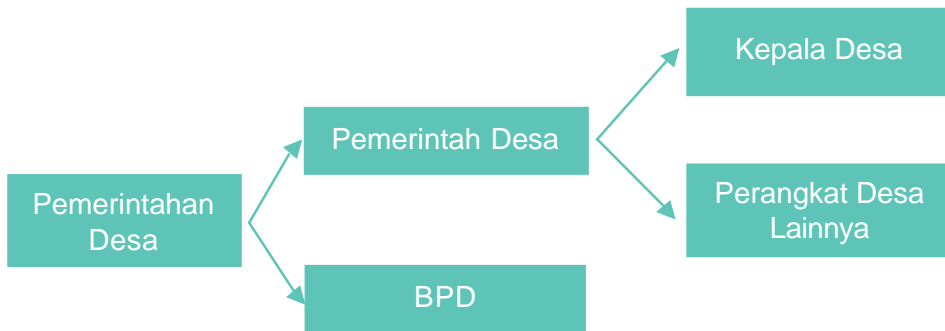 Pemerintahan
Desa
Pemerintah Desa
BPD
Kepala Desa
Perangkat Desa
Lainnya